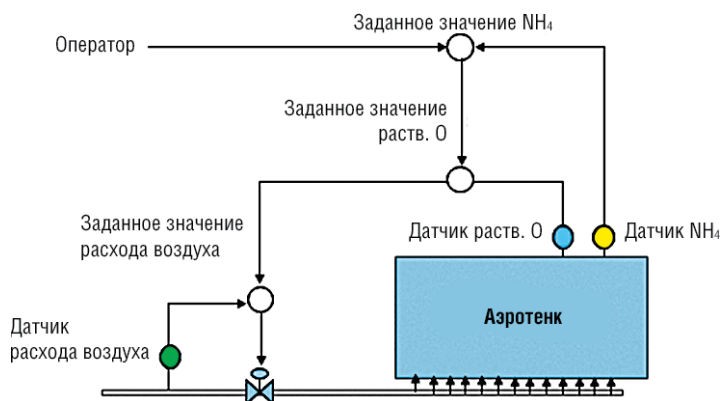 Заданное значение NH₄
Оператор
Заданное значение
раств. О
Заданное значение
расхода воздуха
Датчик раств. О
Датчик NH₄
Аэротенк
Датчик
расхода воздуха